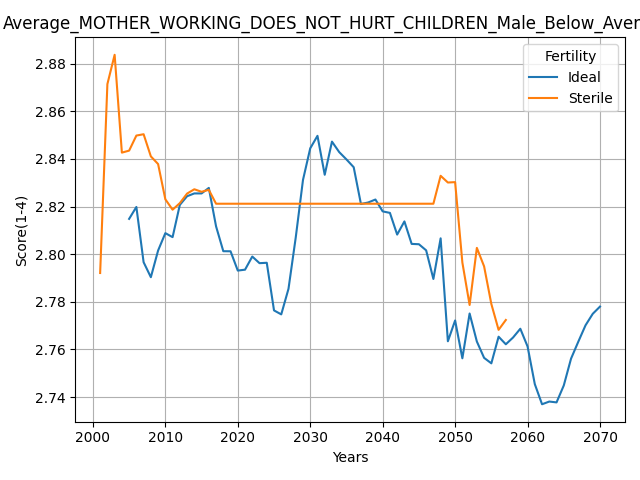 Average_MOTHER_WORKING_DOES_NOT_HURT_CHILDREN_Male_Below_Aver
Fertility
Ideal
Sterile
Score(1-4)
2.88
2.86
2.84
2.82
2.80
2.78
2.76
2.74
2000 2010 2020 2030 2040 2050 2060 2070
Years